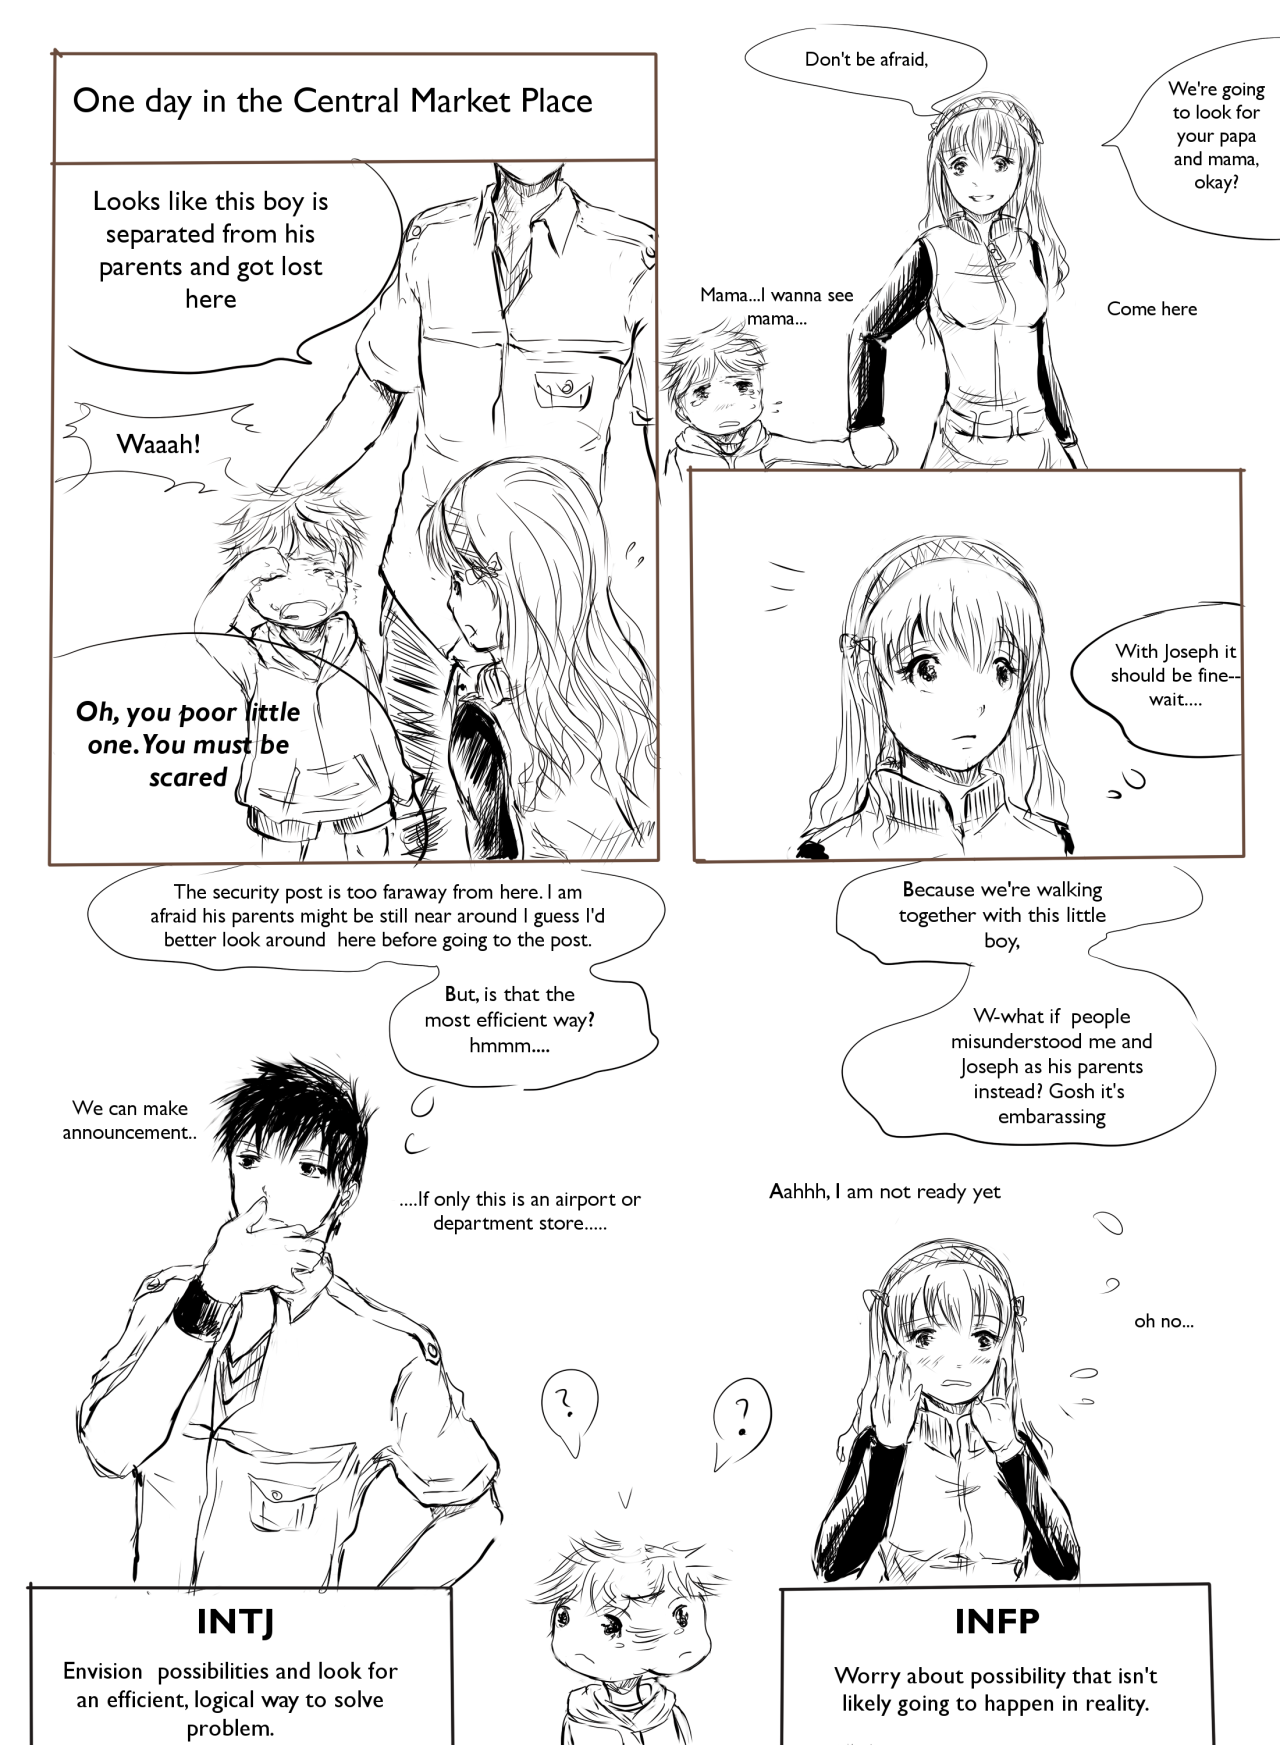 One day in the Central Market Place
Looks like this boy is
separated from his
parents and got lost
here
Waaah!
Oh, you poor little
one. You must be
scared
Don't be afraid,
We're going
to look for
your papa
and mama,
okay?
Mama...I wanna see
mama...
Come here
With Joseph it
should be fine--
wait....
The security post is too faraway from here. I am
afraid his parents might be still near around I guess I'd
better look around here before going to the post.
But, is that the
most efficient way?
hmmm....
We can make
announcement..
....If only this is an airport or
department store.....
Because we're walking
together with this little
boy,
W-what if people
misunderstood me and
Joseph as his parents
instead? Gosh it's
embarassing
Aahhh, I am not ready yet
oh no...
?
?
INTJ
Envision possibilities and look for
an efficient, logical way to solve
problem.
INFP
Worry about possibility that isn't
likely going to happen in reality.